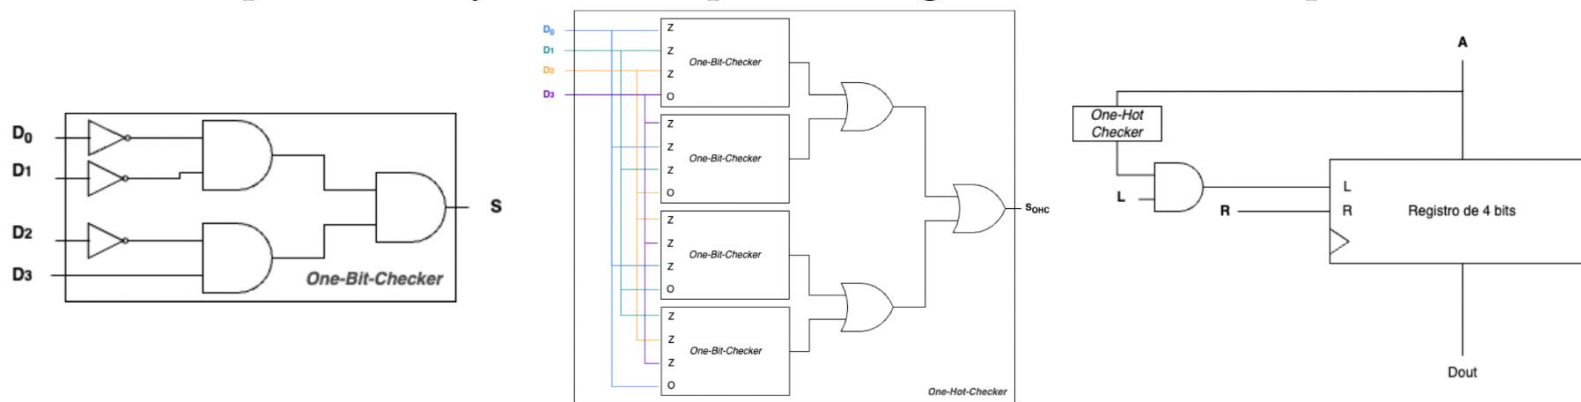 D0
D1
D2
D3
S
One-Bit-Checker
D0
D1
D2
D3
Z
Z
Z
O
One-Bit-Checker
Z
Z
Z
O
One-Bit-Checker
Z
Z
Z
O
One-Bit-Checker
Z
Z
Z
O
One-Bit-Checker
SOHC
One-Hot-Checker
A
One-Hot
Checker
L
R
L
R
Registro de 4 bits
Dout